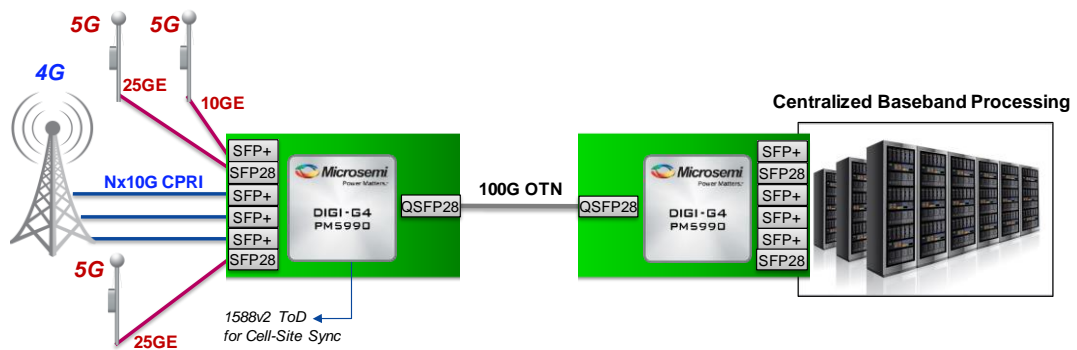 5G
5G
4G
25GE
10GE
Centralized Baseband Processing
SFP+
SFP28
SFP+
SFP+
SFP+
SFP28
Nx10G CPRI
Microsemi
Power Matters.
DIGI-G4
PM5990
QSFP28
100G OTN
QSFP28
Microsemi
Power Matters.
DIGI-G4
PM5990
SFP+
SFP28
SFP+
SFP+
SFP+
SFP28
5G
25GE
1588v2 ToD
for Cell-Site Sync